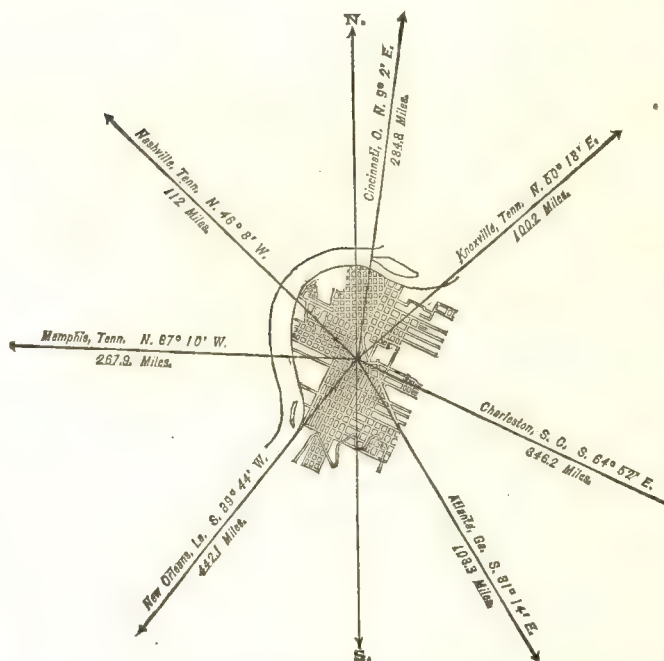 N.
Cincinnati, O. N. 9° 2' E.
284.8 Miles.
Nashville, Tenn. N. 46° 8' W.
112 Miles.
Knoxville, Tenn. N. 50° 18' E.
100.2 Miles.
Memphis, Tenn. N. 87° 10' W.
267.9 Miles.
Charleston, S. C. S. 64° 52' E.
346.2 Miles.
New Orleans, La. S. 39° 44' W.
442.1 Miles.
Atlanta, Ga. S. 31° 14' E.
103.3 Miles.
S.